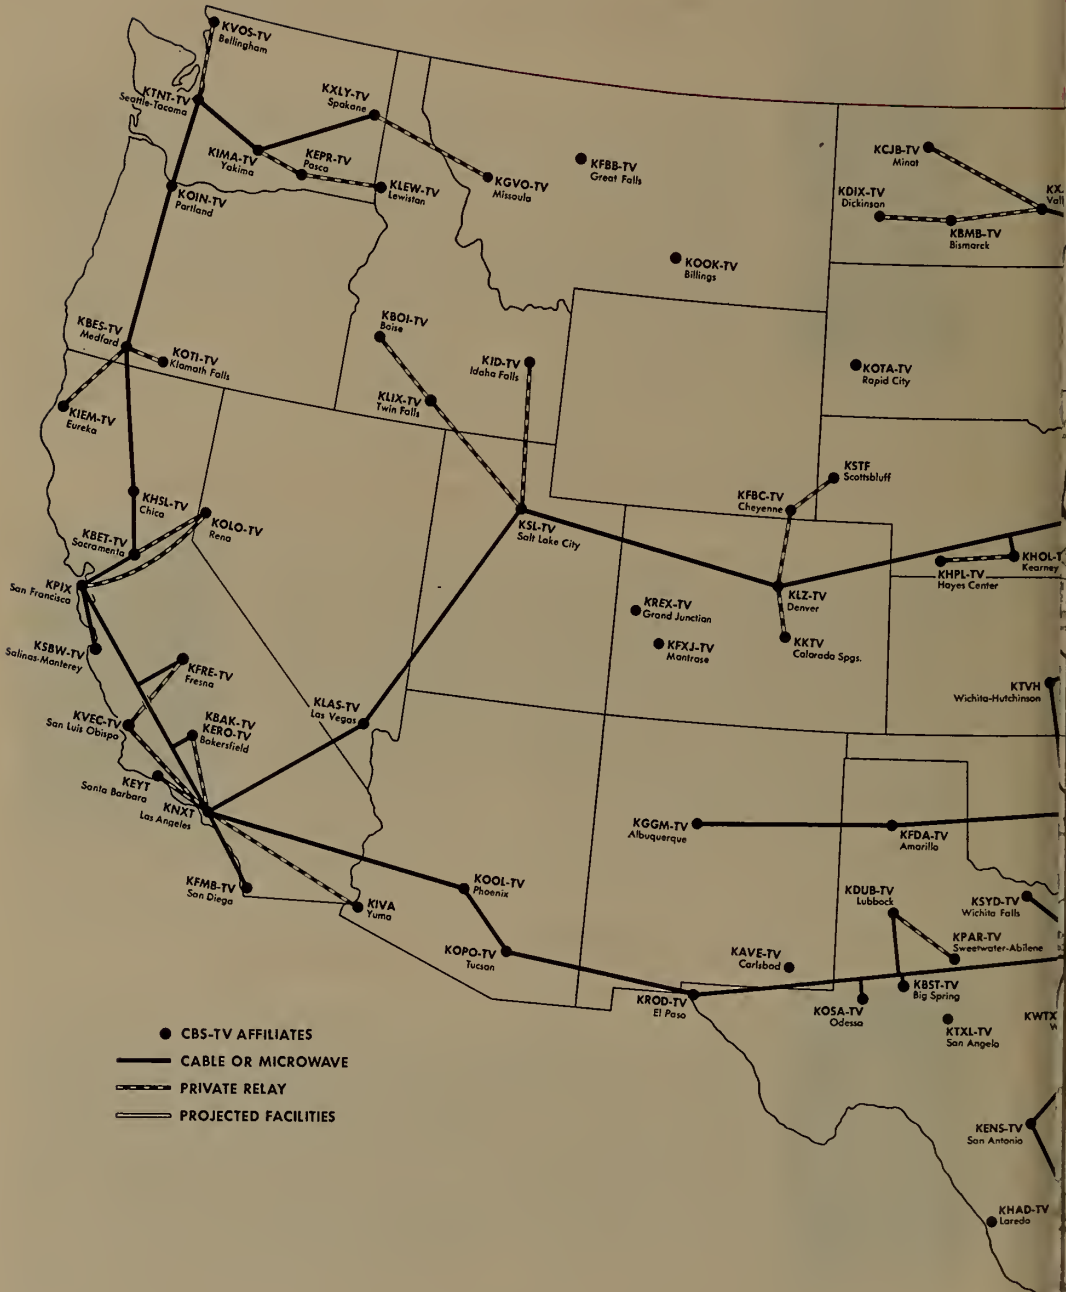 KVOS-TV
Bellingham
KTNT-TV
Seattle-Tacoma
KXLY-TV
Spokane
KIMA-TV
Yakima
KEPR-TV
Pasco
KLEW-TV
Lewiston
KGVO-TV
Missoula
KFBB-TV
Great Falls
KCJB-TV
Minot
KDIX-TV
Dickinson
KBMB-TV
Bismarck
KX
Vall
KOIN-TV
Portland
KOOK-TV
Billings
KBES-TV
Medford
KOTI-TV
Klamath Falls
KBOI-TV
Boise
KID-TV
Idaho Falls
KLIX-TV
Twin Falls
KOTA-TV
Rapid City
KIEM-TV
Eureka
KSTF
Scottsbluff
KFBC-TV
Cheyenne
KHSL-TV
Chico
KOLO-TV
Reno
KBET-TV
Sacramento
KSL-TV
Salt Lake City
KHOL-T
Kearney
KHPL-TV
Hayes Center
KPIX
San Francisco
KLZ-TV
Denver
KREX-TV
Grand Junction
KFXJ-TV
Montrose
KKTV
Colorado Spgs.
KSBW-TV
Salinas-Monterey
KFRE-TV
Fresno
KTVH
Wichita-Hutchinson
KLAS-TV
Las Vegas
KVEC-TV
San Luis Obispo
KBAK-TV
KERO-TV
Bakersfield
KEYT
Santa Barbara
KNXT
Los Angeles
KGGM-TV
Albuquerque
KFDA-TV
Amarillo
KFMB-TV
San Diego
KIVA
Yuma
KOOL-TV
Phoenix
KDUB-TV
Lubbock
KSYD-TV
Wichita Falls
KPAR-TV
Sweetwater-Abilene
KOPO-TV
Tucson
KAVE-TV
Carlsbad
KROD-TV
El Paso
KBST-TV
Big Spring
KOSA-TV
Odessa
KTXL-TV
San Angelo
KWTX
W
CBS-TV AFFILIATES
CABLE OR MICROWAVE
PRIVATE RELAY
PROJECTED FACILITIES
KENS-TV
San Antonio
KHAD-TV
Laredo